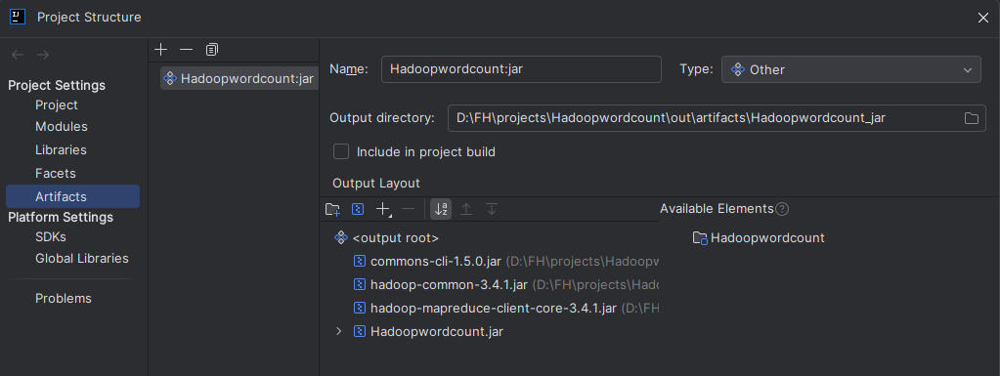 Project Structure
Project Settings
Project
Modules
Libraries
Facets
Artifacts
Platform Settings
SDKs
Global Libraries
Problems
Hadoopwordcount:jar
Name: Hadoopwordcount:jar Type: Other
Output directory: D:\FH\projects\Hadoopwordcount\out\artifacts\Hadoopwordcount_jar
Include in project build
Output Layout
Available Elements ?
<output root>
commons-cli-1.5.0.jar (D:\FH\projects\Hadoopw
hadoop-common-3.4.1.jar (D:\FH\projects\Hado
hadoop-mapreduce-client-core-3.4.1.jar (D:\FH
Hadoopwordcount.jar
Hadoopwordcount